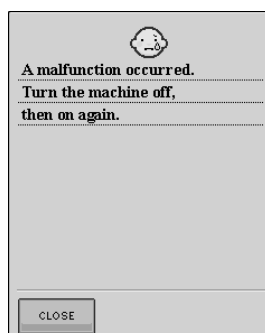 A malfunction occurred.
Turn the machine off,
then on again.
CLOSE